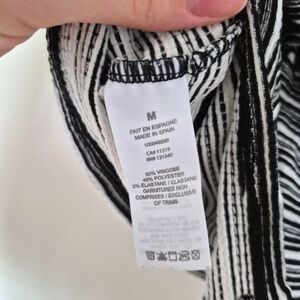 M
FAIT EN ESPAGNE
MADE IN SPAIN
CA# 11319
RN# 121340
50% VISCOSE
48% POLYESTER
2% ÉLASTANE / ELASTANE
GARNITURES NON
COMPRISES / EXCLUSIVE
OF TRIMS